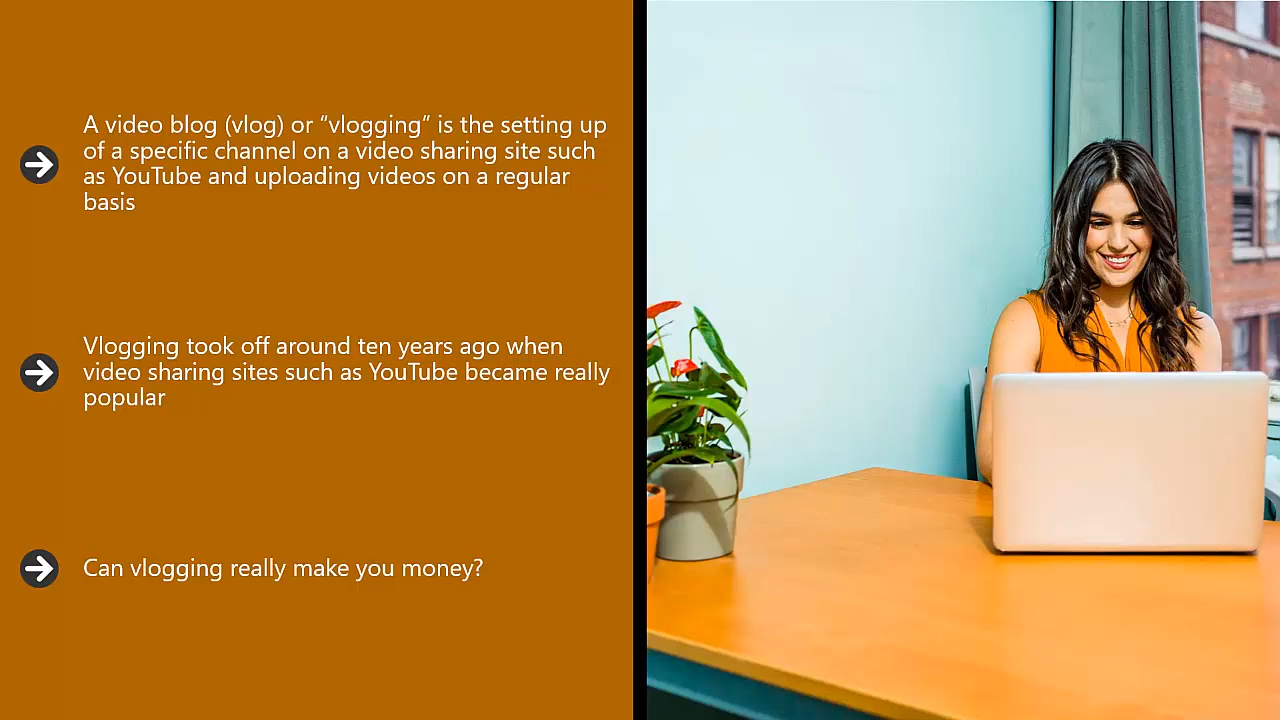 A video blog (vlog) or “vlogging” is the setting up
of a specific channel on a video sharing site such
as YouTube and uploading videos on a regular
basis
Vlogging took off around ten years ago when
video sharing sites such as YouTube became really
popular
Can vlogging really make you money?